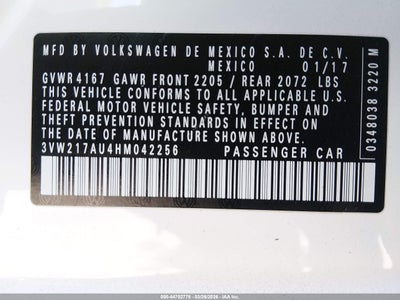 MFD BY VOLKSWAGEN DE MEXICO S.A. DE C.V.
MEXICO 01/17
GVWR 4167 GAWR FRONT 2205 / REAR 2072 LBS
THIS VEHICLE CONFORMS TO ALL APPLICABLE U.S.
FEDERAL MOTOR VEHICLE SAFETY, BUMPER AND
THEFT PREVENTION STANDARDS IN EFFECT ON THE
DATE OF MANUFACTURE SHOWN ABOVE.
3VW217AU4HM042256 PASSENGER CAR
0348038 3220 M